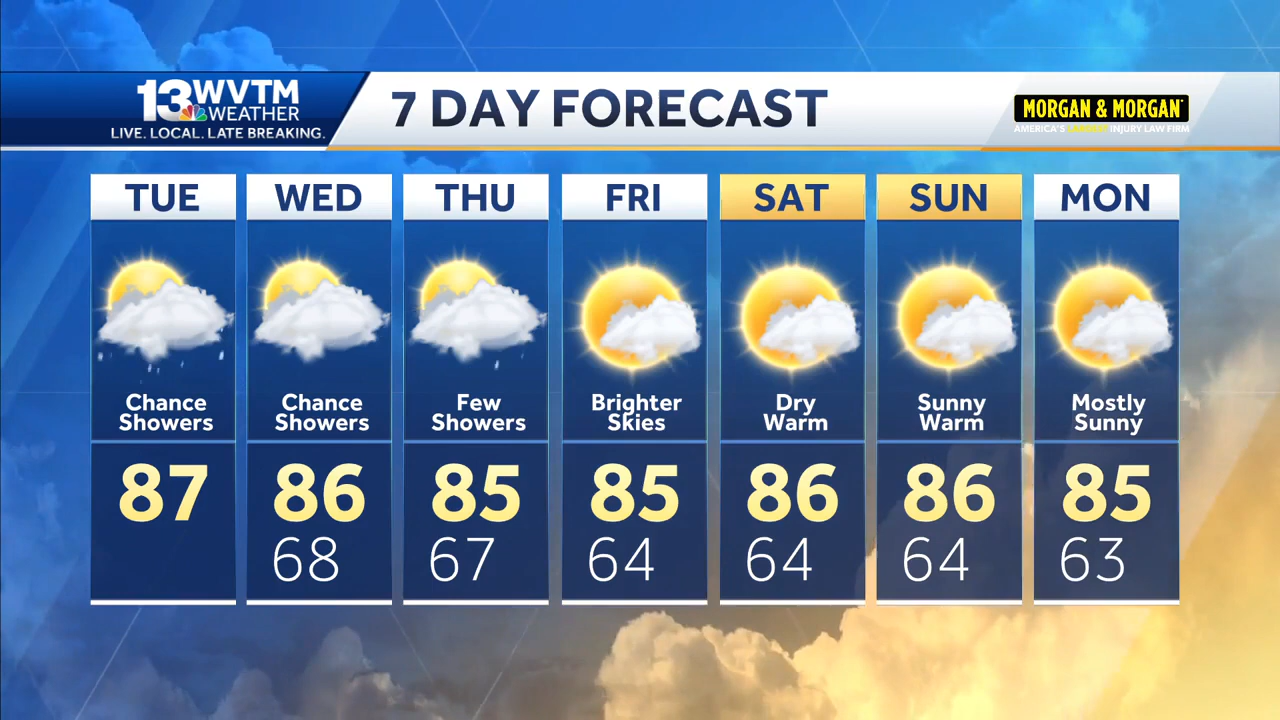 13 WVTM
WEATHER
LIVE. LOCAL. LATE BREAKING.
7 DAY FORECAST
MORGAN & MORGAN
AMERICA'S LARGEST INJURY LAW FIRM
TUE
Chance
Showers
87
WED
Chance
Showers
86
68
THU
Few
Showers
85
67
FRI
Brighter
Skies
85
64
SAT
Dry
Warm
86
64
SUN
Sunny
Warm
86
64
MON
Mostly
Sunny
85
63